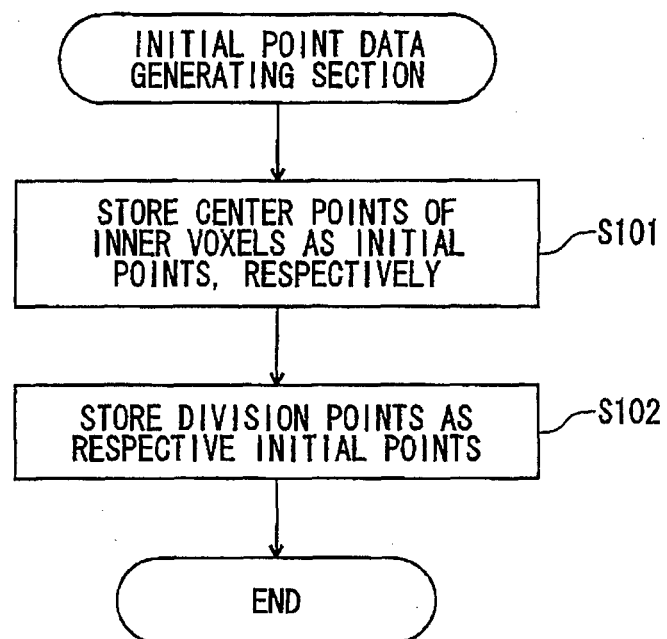 INITIAL POINT DATA
GENERATING SECTION
STORE CENTER POINTS OF
INNER VOXELS AS INITIAL
POINTS, RESPECTIVELY
S101
STORE DIVISION POINTS AS
RESPECTIVE INITIAL POINTS
S102
END